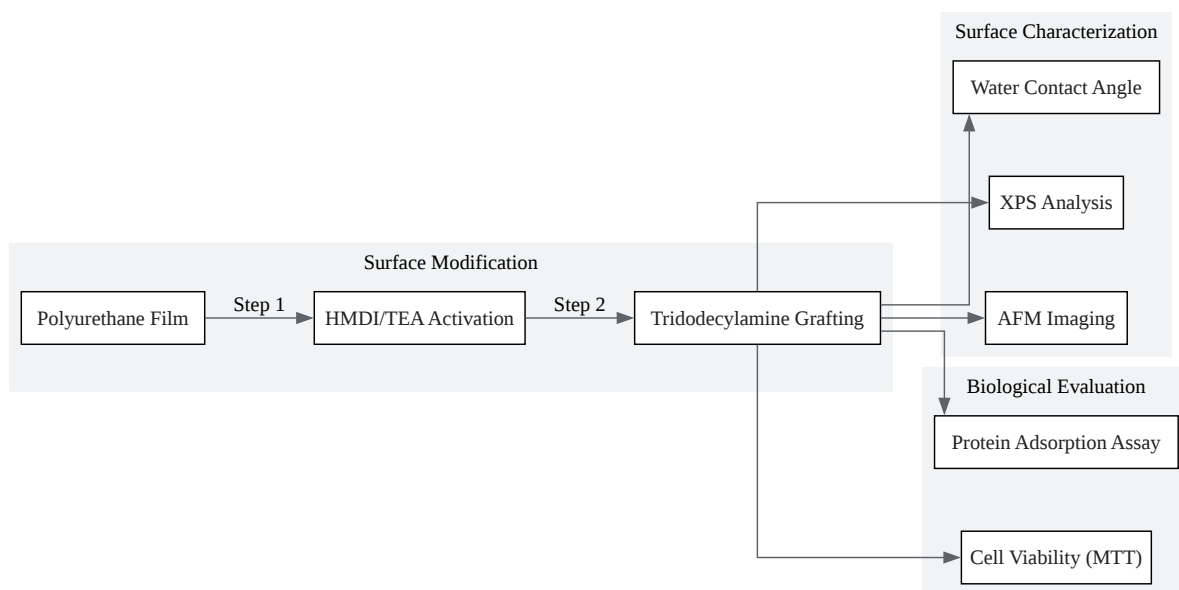 Surface Characterization
Water Contact Angle
XPS Analysis
Surface Modification
Polyurethane Film
Step 1
HMDI/TEA Activation
Step 2
Tridodecylamine Grafting
AFM Imaging
Biological Evaluation
Protein Adsorption Assay
Cell Viability (MTT)